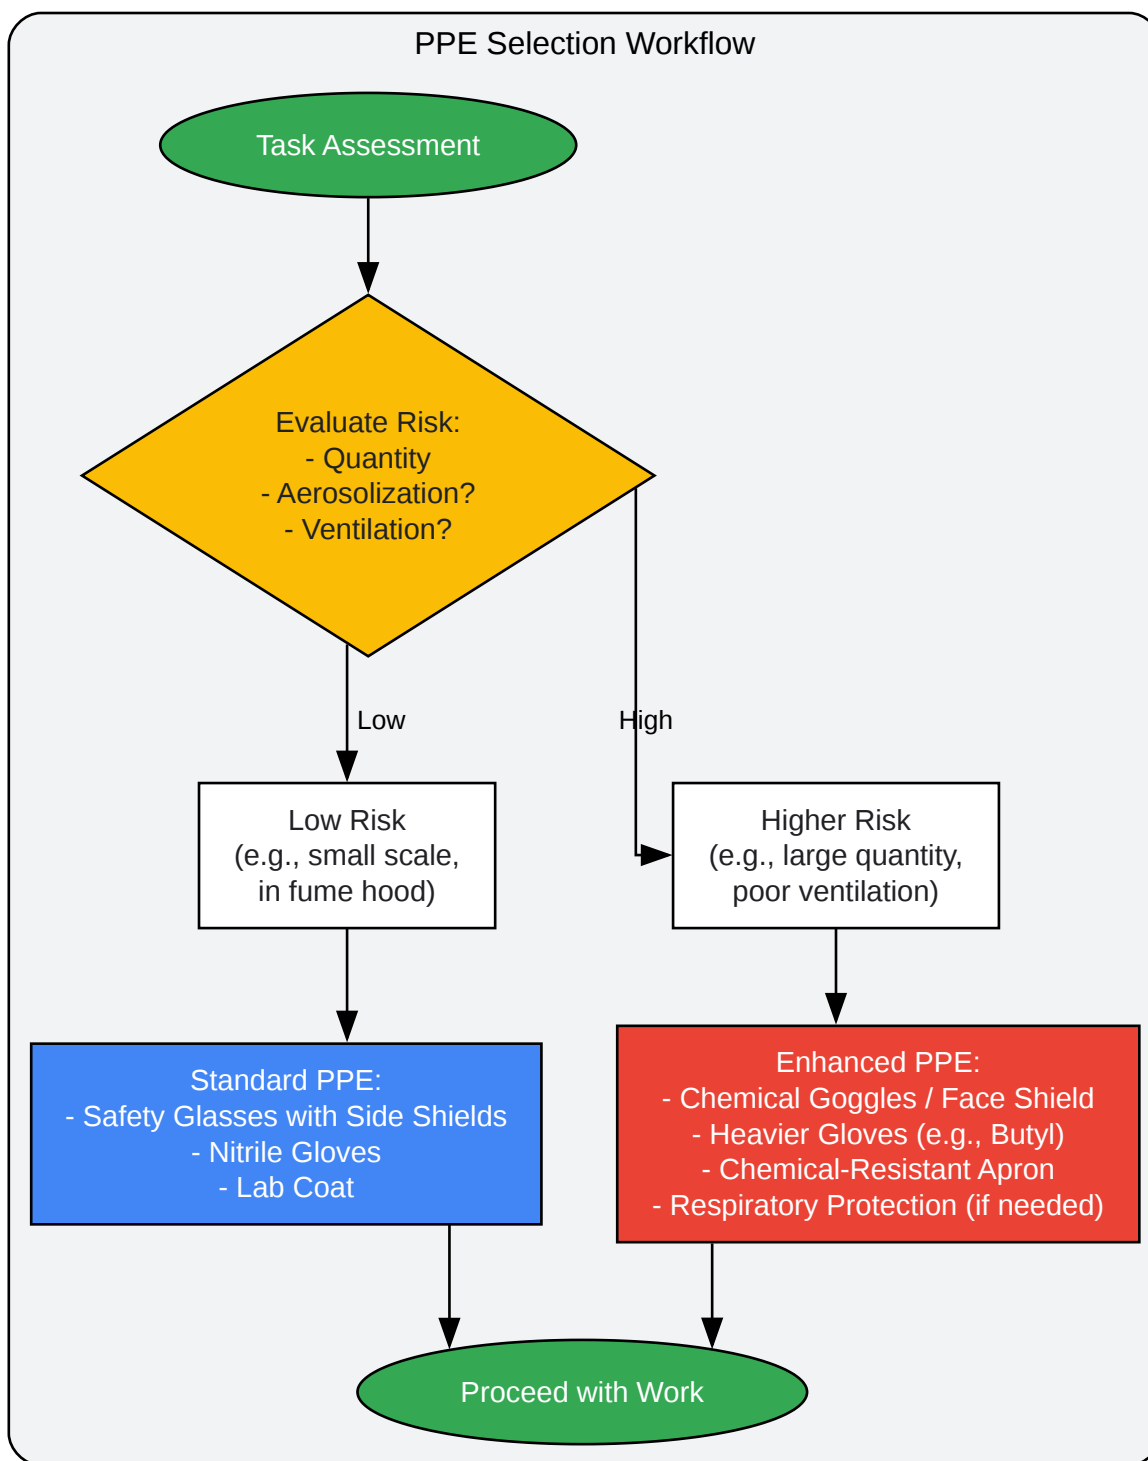 PPE Selection Workflow
Task Assessment
Evaluate Risk:
- Quantity
- Aerosolization?
- Ventilation?
Low
High
Low Risk
(e.g., small scale,
in fume hood)
Higher Risk
(e.g., large quantity,
poor ventilation)
Standard PPE:
- Safety Glasses with Side Shields
- Nitrile Gloves
- Lab Coat
Enhanced PPE:
- Chemical Goggles / Face Shield
- Heavier Gloves (e.g., Butyl)
- Chemical-Resistant Apron
- Respiratory Protection (if needed)
Proceed with Work